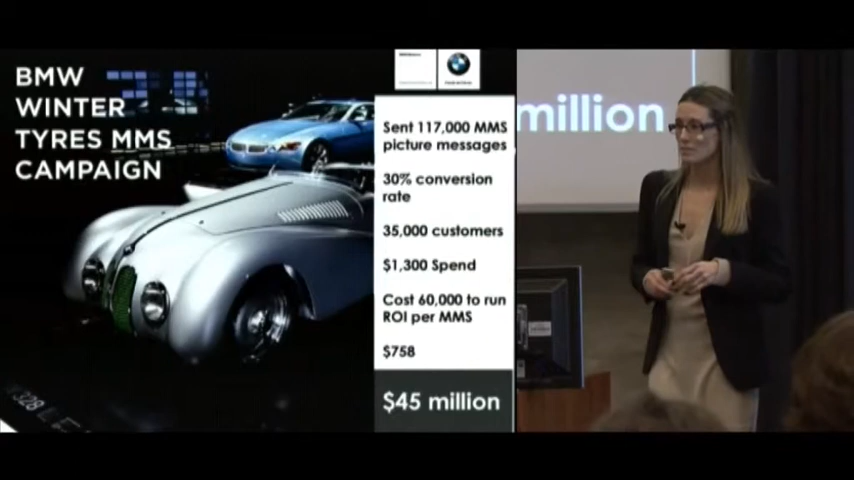 BMW
WINTER
TYRES MMS
CAMPAIGN
Sent 117,000 MMS
picture messages
30% conversion
rate
35,000 customers
$1,300 Spend
Cost 60,000 to run
ROI per MMS
$758
$45 million
million
328